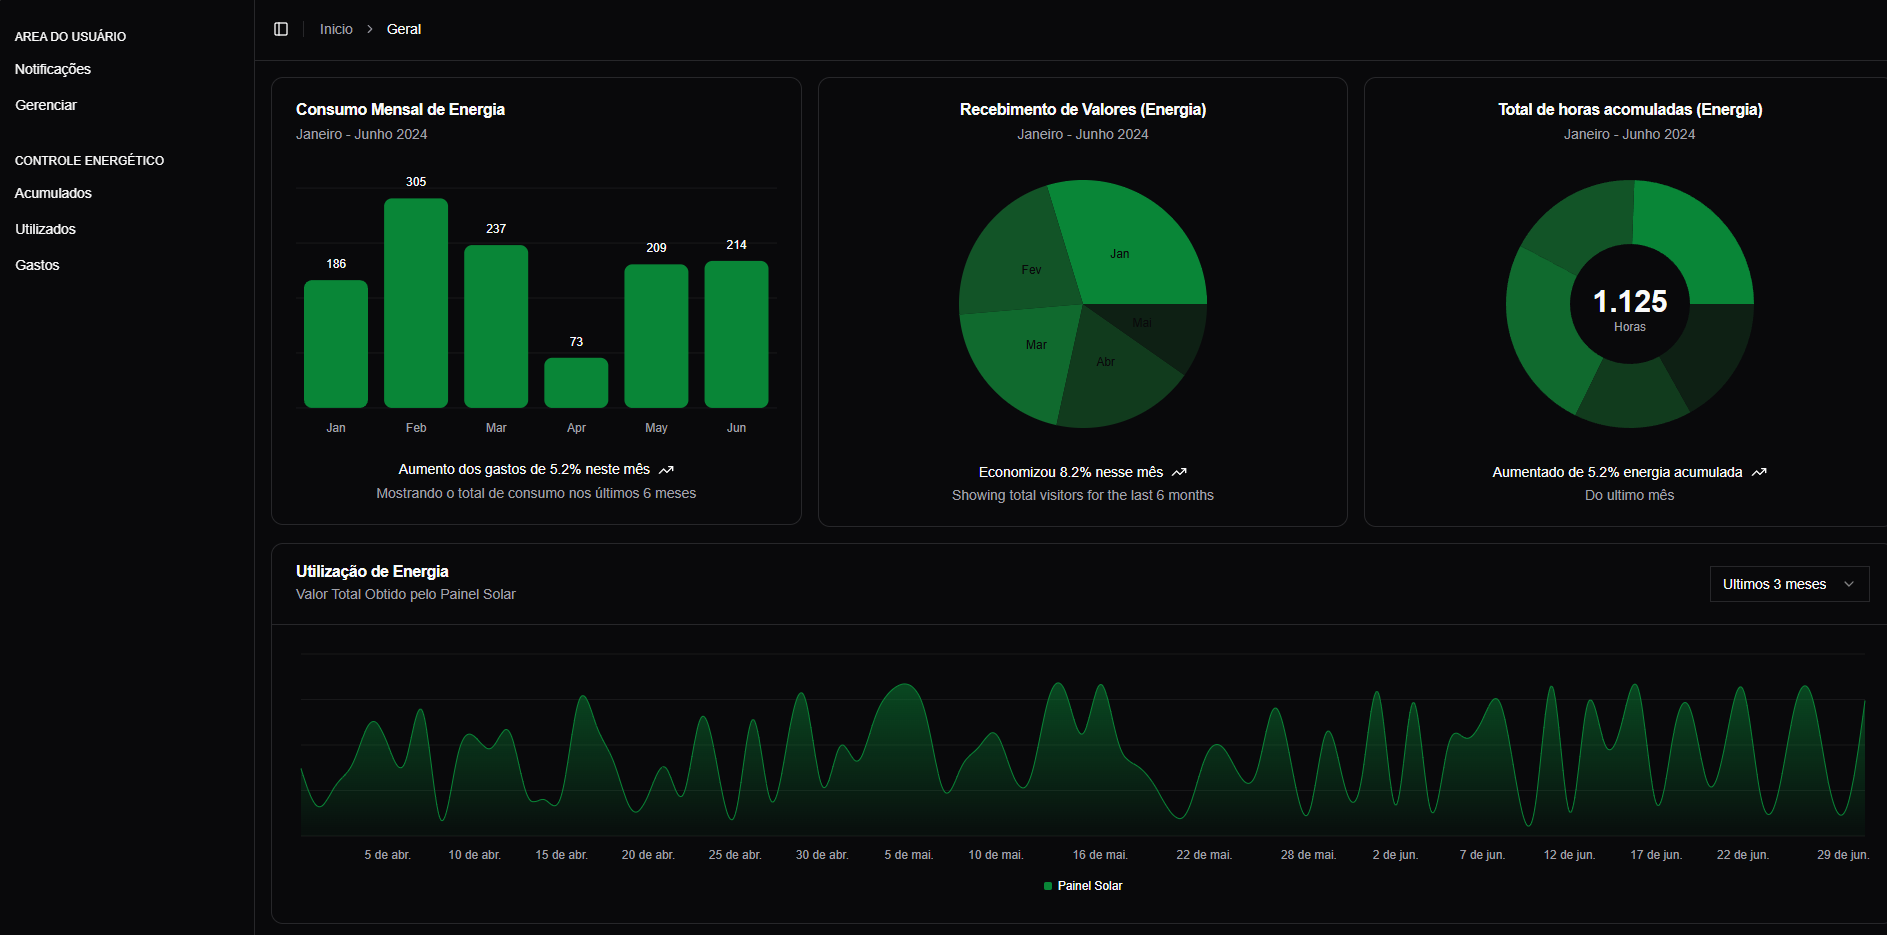 AREA DO USUÁRIO
Notificações
Gerenciar
CONTROLE ENERGÉTICO
Acumulados
Utilizados
Gastos
Inicio > Geral
Consumo Mensal de Energia
Janeiro - Junho 2024
305
237
214
209
186
73
Jan Feb Mar Apr May Jun
Aumento dos gastos de 5.2% neste mês
Mostrando o total de consumo nos últimos 6 meses
Recebimento de Valores (Energia)
Janeiro - Junho 2024
Jan
Fev
Mai
Mar
Abr
Economizou 8.2% nesse mês
Showing total visitors for the last 6 months
Total de horas acomuladas (Energia)
Janeiro - Junho 2024
1.125
Horas
Aumentado de 5.2% energia acumulada
Do ultimo mês
Utilização de Energia
Valor Total Obtido pelo Painel Solar
Ultimos 3 meses
5 de abr. 10 de abr. 15 de abr. 20 de abr. 25 de abr. 30 de abr. 5 de mai. 10 de mai. 16 de mai. 22 de mai. 28 de mai. 2 de jun. 7 de jun. 12 de jun. 17 de jun. 22 de jun. 29 de jun.
Painel Solar